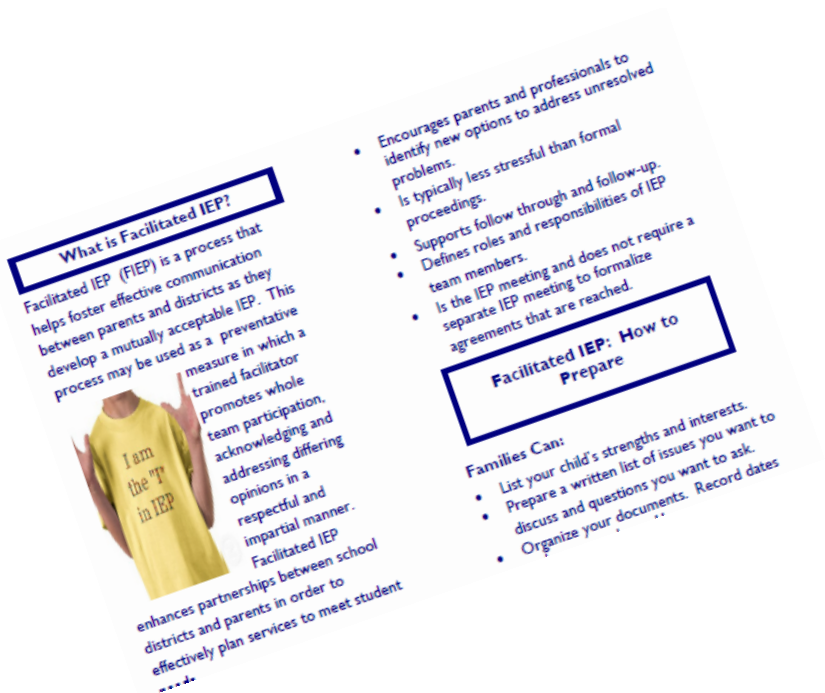 What is Facilitated IEP?
Facilitated IEP (FIEP) is a process that
helps foster effective communication
between parents and districts as they
develop a mutually acceptable IEP. This
process may be used as a preventative
measure in which a
trained facilitator
promotes whole
team participation,
acknowledging and
addressing differing
opinions in a
respectful and
impartial manner.
Facilitated IEP
enhances partnerships between school
districts and parents in order to
effectively plan services to meet student
I am
the "I"
in IEP
• Encourages parents and professionals to
identify new options to address unresolved
problems.
• Is typically less stressful than formal
proceedings.
• Supports follow through and follow-up.
• Defines roles and responsibilities of IEP
team members.
• Is the IEP meeting and does not require a
separate IEP meeting to formalize
agreements that are reached.
Facilitated IEP: How to
Prepare
Families Can:
• List your child's strengths and interests.
• Prepare a written list of issues you want to
discuss and questions you want to ask.
• Organize your documents. Record dates